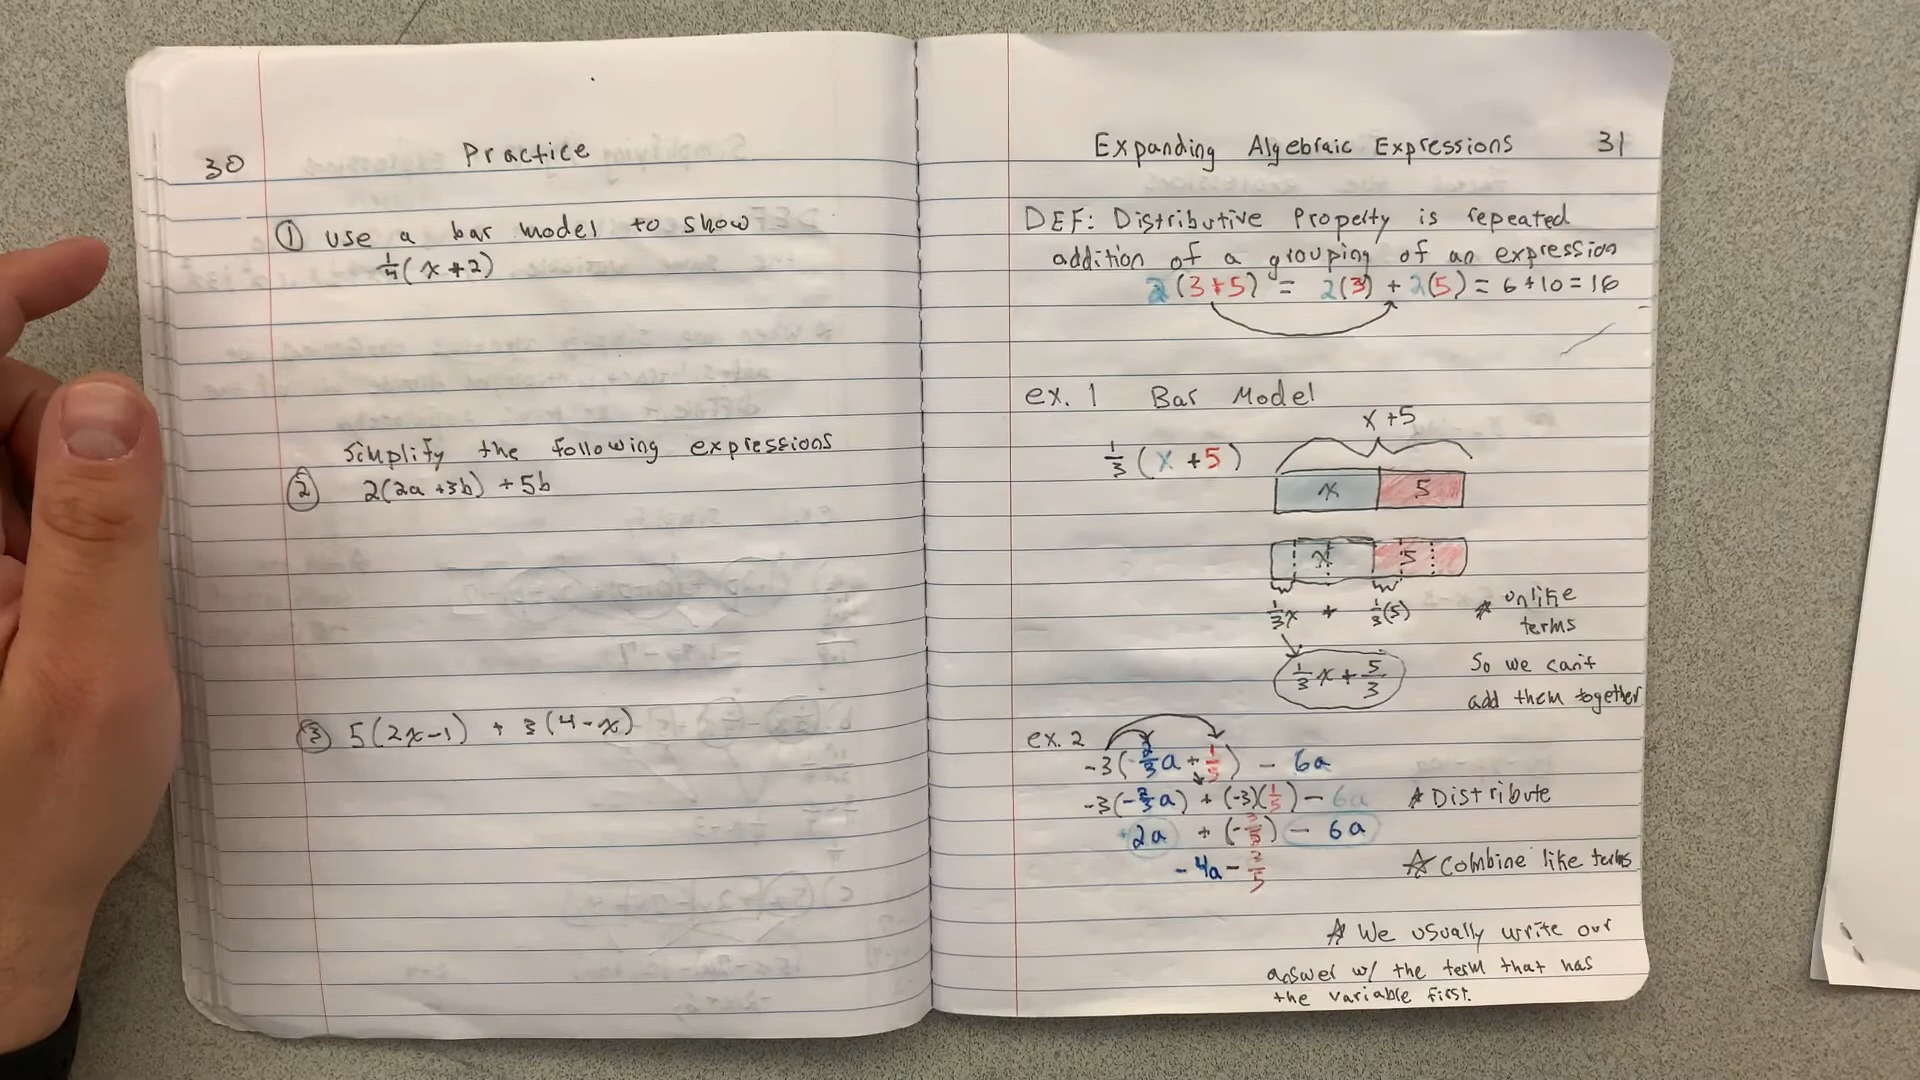 30
Practice
① Use a bar model to show
1/4(x+2)
Simplify the following expressions
② 2(2a+3b) +5b
③ 5(2x-1) + 3(4-x)
Expanding Algebraic Expressions 31
DEF: Distributive Property is repeated
addition of a grouping of an expression
2(3+5) = 2(3) + 2(5) = 6+10=16
ex. 1 Bar Model
x+5
1/3(x+5)
x 5
x 5
1/3x + 1/3(5)
* unlike
terms
1/3x+5/3
So we can't
add them together
ex. 2
-3(-2/3a+1/5) - 6a
-3(-2/3a) + (-3)(1/5) - 6a * Distribute
2a + (-3/5) - 6a
-4a-3/5
☆ Combine like terms
☆ We usually write our
answer w/ the term that has
the variable first.